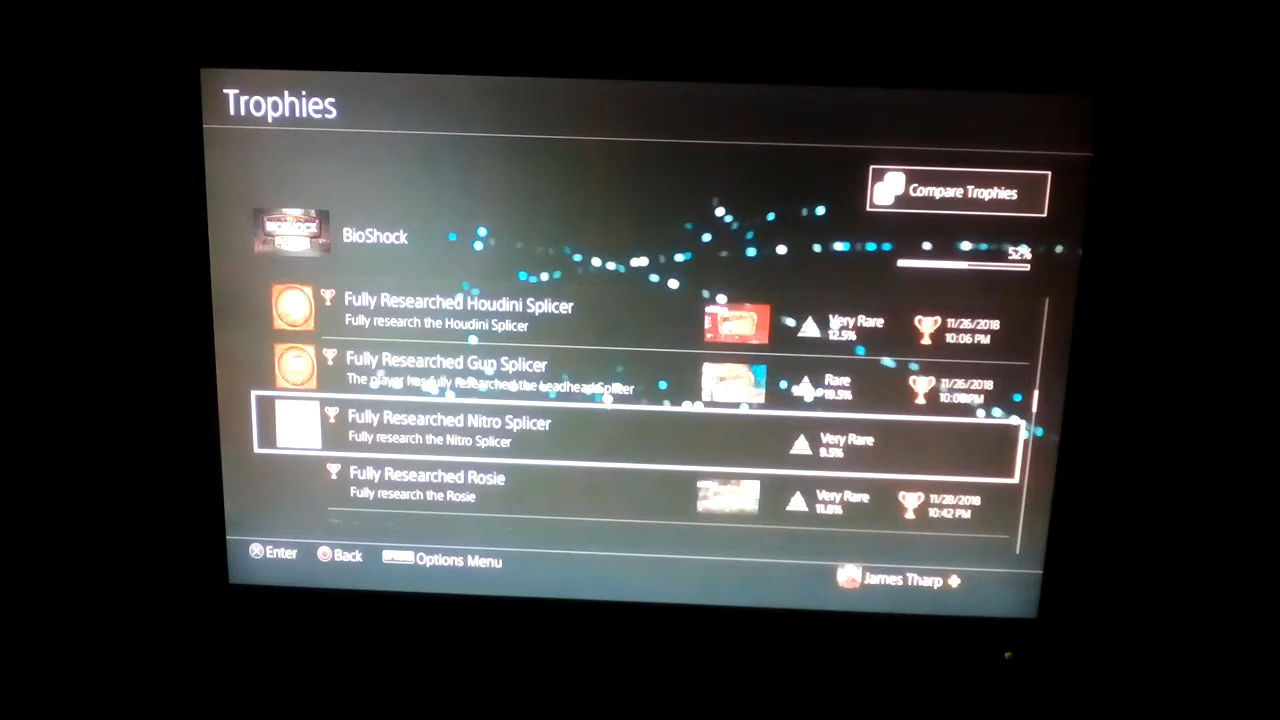 Trophies
Compare Trophies
BIOSHOCK
BioShock
52%
Fully Researched Houdini Splicer
Fully research the Houdini Splicer
Very Rare
12.5%
11/26/2018
10:06 PM
Fully Researched Gun Splicer
The player has fully researched the Leadhead Splicer
Rare
11/26/2018
PM
Fully Researched Nitro Splicer
Fully research the Nitro Splicer
Very Rare
9.5%
Fully Researched Rosie
Fully research the Rosie
Very Rare
11.8%
11/28/2018
10:42 PM
Enter
Back
OPTIONS
Options Menu
James Tharp